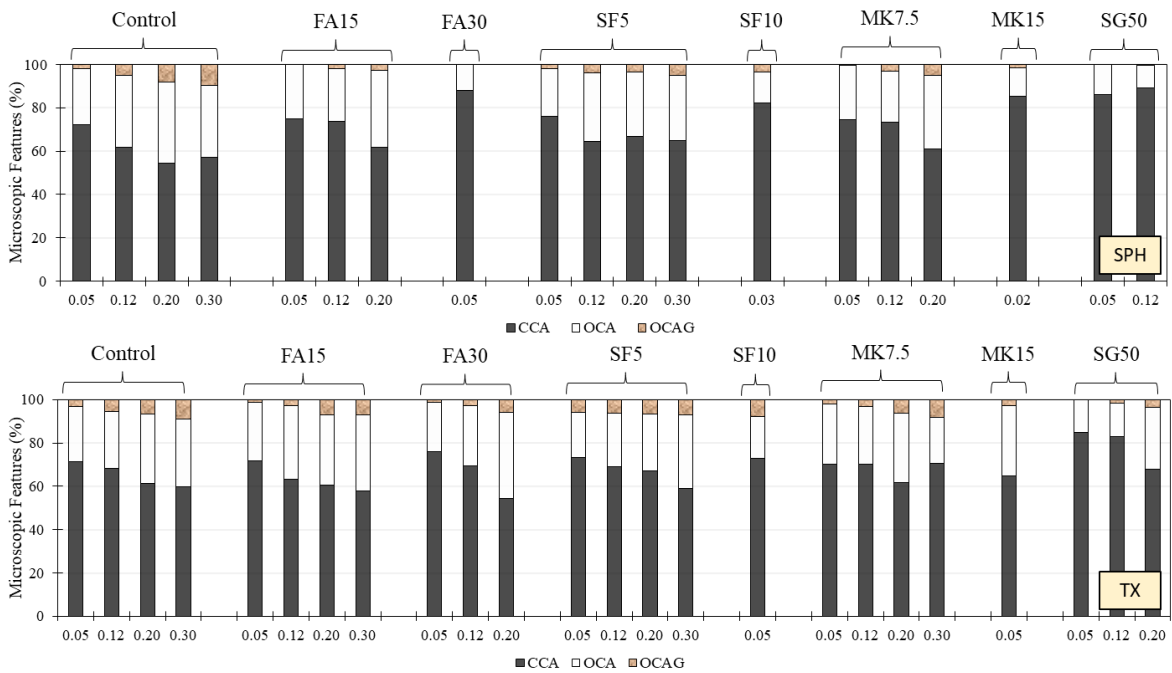 Control FA15 FA30 SF5 SF10 MK7.5 MK15 SG50
Microscopic Features (%)
100
80
60
40
20
0
SPH
0.05 0.12 0.20 0.30 0.05 0.12 0.20 0.05 0.05 0.12 0.20 0.30 0.03 0.05 0.12 0.20 0.02 0.05 0.12
CCA OCA OCAG
Control FA15 FA30 SF5 SF10 MK7.5 MK15 SG50
Microscopic Features (%)
100
80
60
40
20
0
TX
0.05 0.12 0.20 0.30 0.05 0.12 0.20 0.30 0.05 0.12 0.20 0.05 0.12 0.20 0.30 0.05 0.05 0.12 0.20 0.30 0.05 0.05 0.12 0.20
CCA OCA OCAG